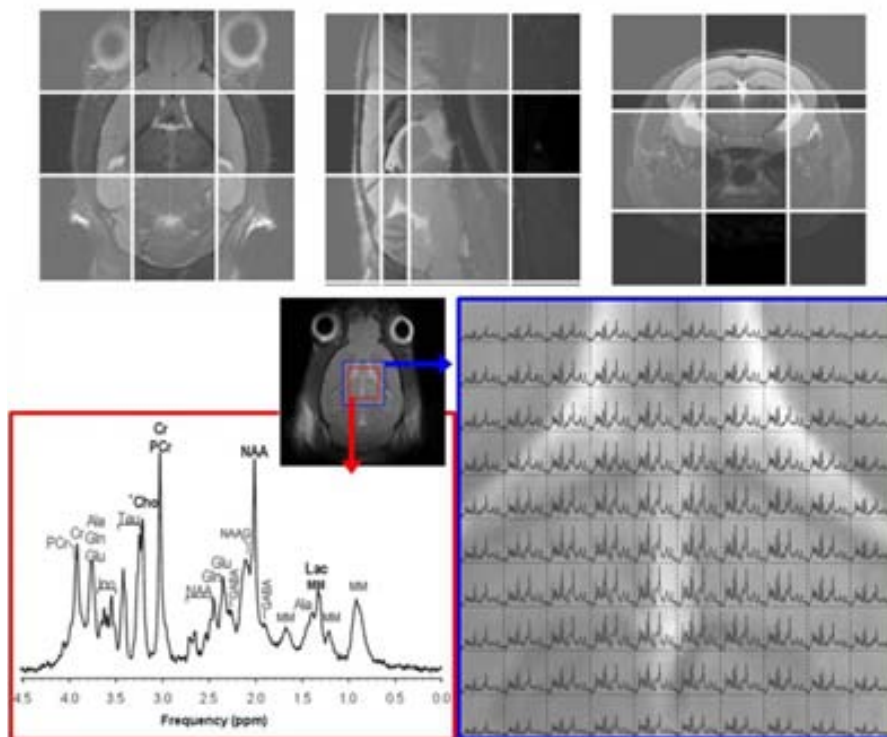 Cr
PCr
NAA
Cho
Tau
Ala
Gln
Glu
Cr
PCr
Ino
NAAG
Glu
Gln
GABA
NAA
GABA
Lac
MM
Ala
MM
MM
MM
4.5 4.0 3.5 3.0 2.5 2.0 1.5 1.0 0.5 0.0
Frequency (ppm)